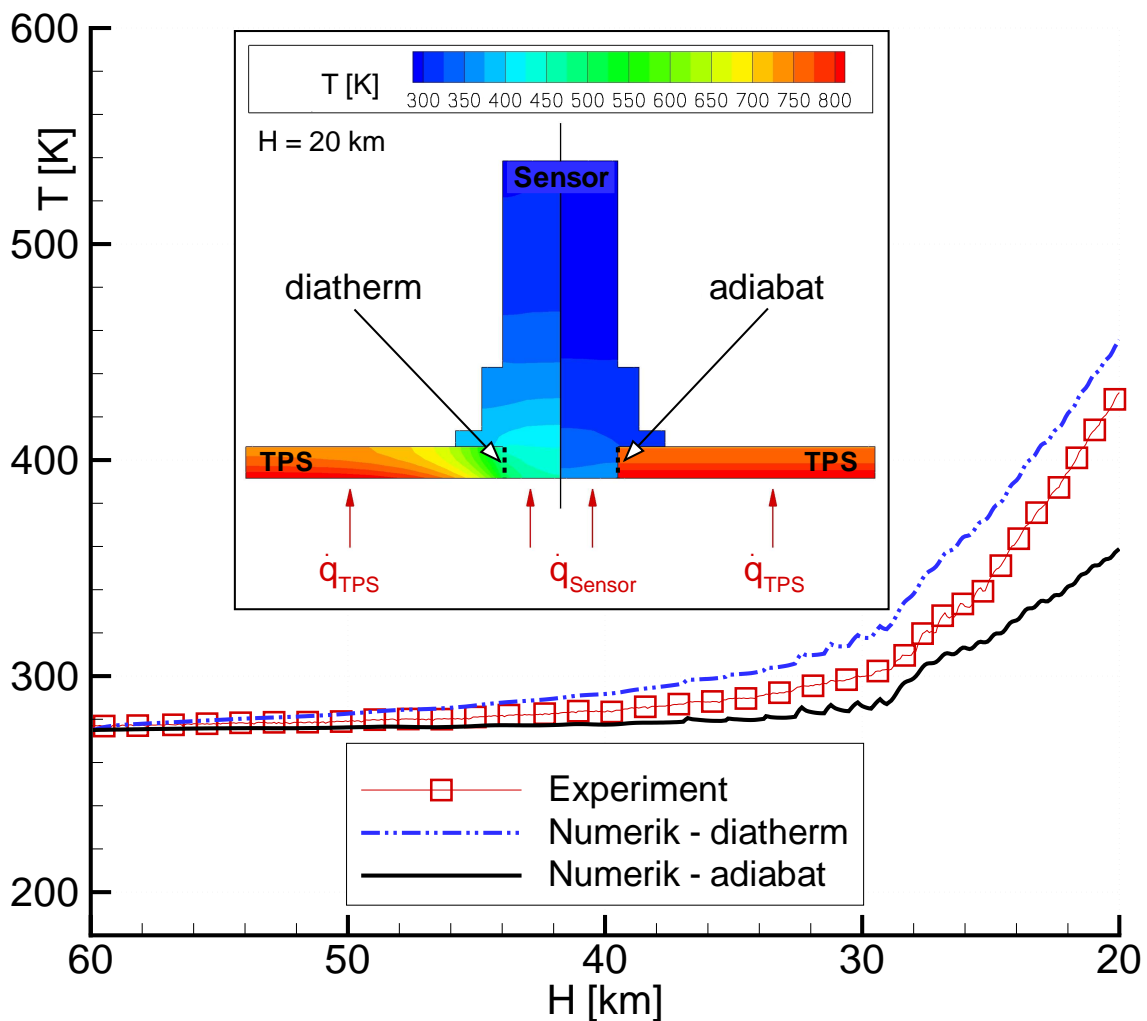 600
500
400
300
200
T [K]
T [K]
300 350 400 450 500 550 600 650 700 750 800
H = 20 km
Sensor
diatherm
adiabat
TPS
TPS
q̇TPS
q̇Sensor
q̇TPS
Experiment
Numerik - diatherm
Numerik - adiabat
60
50
40
30
20
H [km]